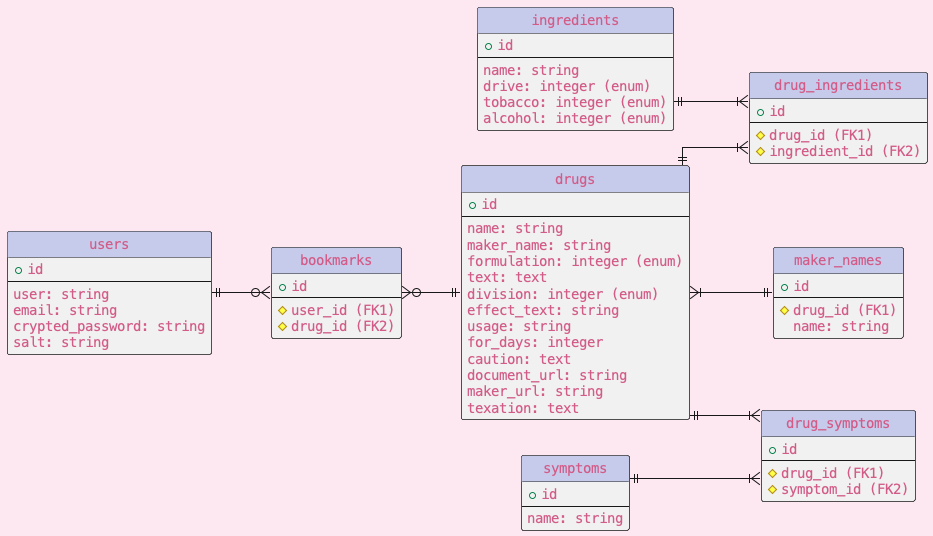 ingredients
id
name: string
drive: integer (enum)
tobacco: integer (enum)
alcohol: integer (enum)
drug_ingredients
id
drug_id (FK1)
ingredient_id (FK2)
drugs
id
name: string
maker_name: string
formulation: integer (enum)
text: text
division: integer (enum)
effect_text: string
usage: string
for_days: integer
caution: text
document_url: string
maker_url: string
texation: text
users
id
user: string
email: string
crypted_password: string
salt: string
bookmarks
id
user_id (FK1)
drug_id (FK2)
maker_names
id
drug_id (FK1)
name: string
drug_symptoms
id
drug_id (FK1)
symptom_id (FK2)
symptoms
id
name: string